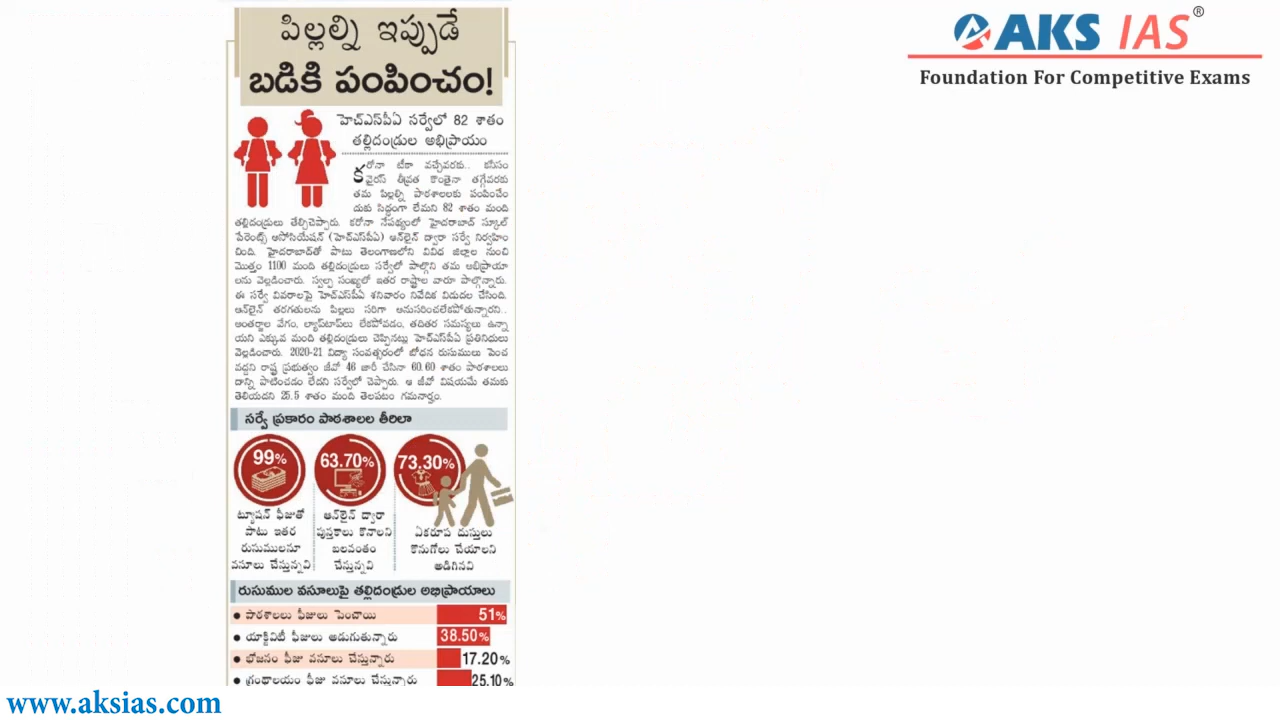 పిల్లల్ని ఇప్పుడే
బడికి పంపించం!
హెచ్ఎస్‌పీఏ సర్వేలో 82 శాతం
తల్లిదండ్రుల అభిప్రాయం
కరోనా టీకా వచ్చేవరకు.. కనీసం
వైరస్ తీవ్రత కొంతైనా తగ్గేవరకు
తమ పిల్లల్ని పాఠశాలలకు పంపించేం
దుకు సిద్ధంగా లేమని 82 శాతం మంది
తల్లిదండ్రులు తేల్చిచెప్పారు. కరోనా నేపథ్యంలో హైదరాబాద్ స్కూల్
పేరెంట్స్ అసోసియేషన్ (హెచ్ఎస్‌పీఏ) ఆన్‌లైన్ ద్వారా సర్వే నిర్వహిం
చింది. హైదరాబాద్‌తో పాటు తెలంగాణలోని వివిధ జిల్లాల నుంచి
మొత్తం 1100 మంది తల్లిదండ్రులు సర్వేలో పాల్గొని తమ అభిప్రాయా
లను వెల్లడించారు. స్వల్ప సంఖ్యలో ఇతర రాష్ట్రాల వారూ పాల్గొన్నారు.
ఈ సర్వే వివరాలపై హెచ్ఎస్‌పీఏ శనివారం నివేదిక విడుదల చేసింది.
ఆన్‌లైన్ తరగతులను పిల్లలు సరిగా అనుసరించలేకపోతున్నారని..
అంతర్జాల వేగం, ల్యాప్‌టాప్‌లు లేకపోవడం, తదితర సమస్యలు ఉన్నా
యని ఎక్కువ మంది తల్లిదండ్రులు చెప్పినట్లు హెచ్ఎస్‌పీఏ ప్రతినిధులు
వెల్లడించారు. 2020-21 విద్యా సంవత్సరంలో బోధన రుసుములు పెంచ
వద్దని రాష్ట్ర ప్రభుత్వం జీవో 46 జారీ చేసినా 60.60 శాతం పాఠశాలలు
దాన్ని పాటించడం లేదని సర్వేలో చెప్పారు. ఆ జీవో విషయమే తమకు
తెలియదని 25.5 శాతం మంది తెలపటం గమనార్హం.
సర్వే ప్రకారం పాఠశాలల తీరిలా
99% 63.70% 73.30%
ట్యూషన్ ఫీజుతో
పాటు ఇతర
రుసుములనూ
వసూలు చేస్తున్నవి
ఆన్‌లైన్ ద్వారా
పుస్తకాలు కొనాలని
బలవంతం
చేస్తున్నవి
ఏకరూప దుస్తులు
కొనుగోలు చేయాలని
అడిగినవి
రుసుముల వసూలుపై తల్లిదండ్రుల అభిప్రాయాలు
● పాఠశాలలు ఫీజులు పెంచాయి 51%
● యాక్టివిటీ ఫీజులు అడుగుతున్నారు 38.50%
● భోజనం ఫీజు వసూలు చేస్తున్నారు 17.20%
● గ్రంథాలయం ఫీజు వసూలు చేస్తున్నారు 25.10%
AKS IAS®
Foundation For Competitive Exams
www.aksias.com